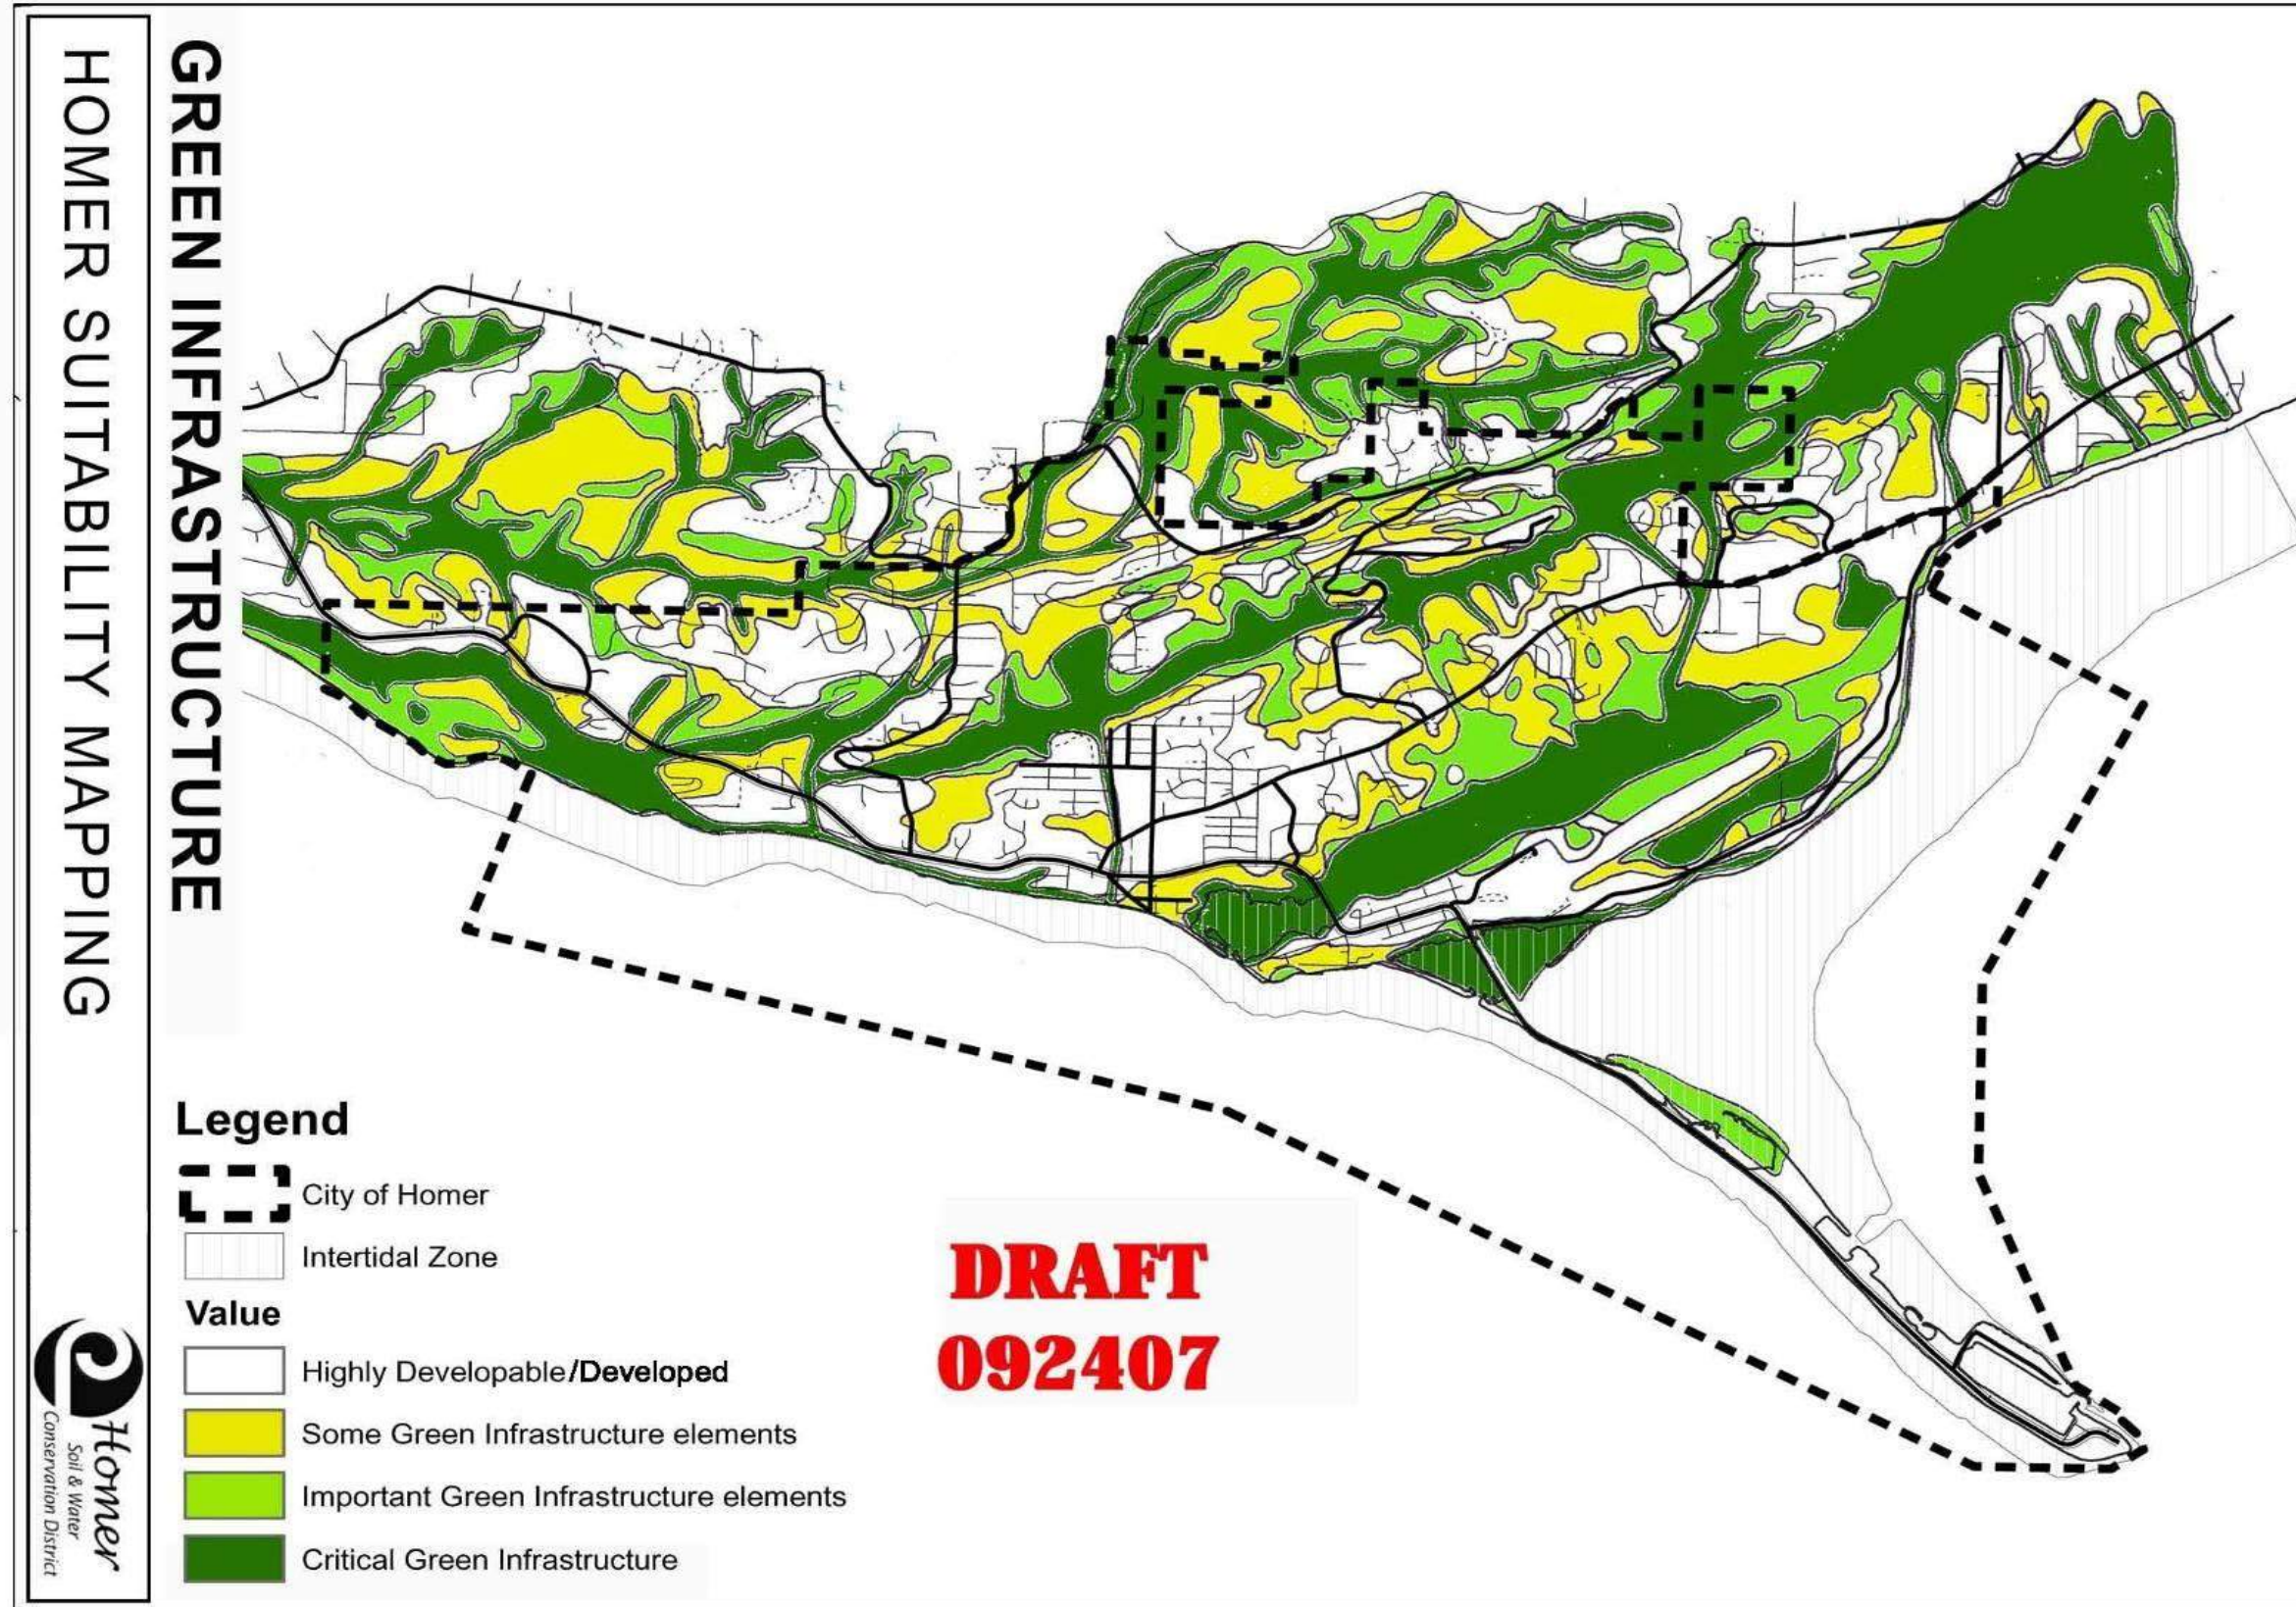 HOMER SUITABILITY MAPPING
GREEN INFRASTRUCTURE
Legend
City of Homer
Intertidal Zone
Value
Highly Developable/Developed
Some Green Infrastructure elements
Important Green Infrastructure elements
Critical Green Infrastructure
DRAFT
092407
Homer
Soil & Water
Conservation District